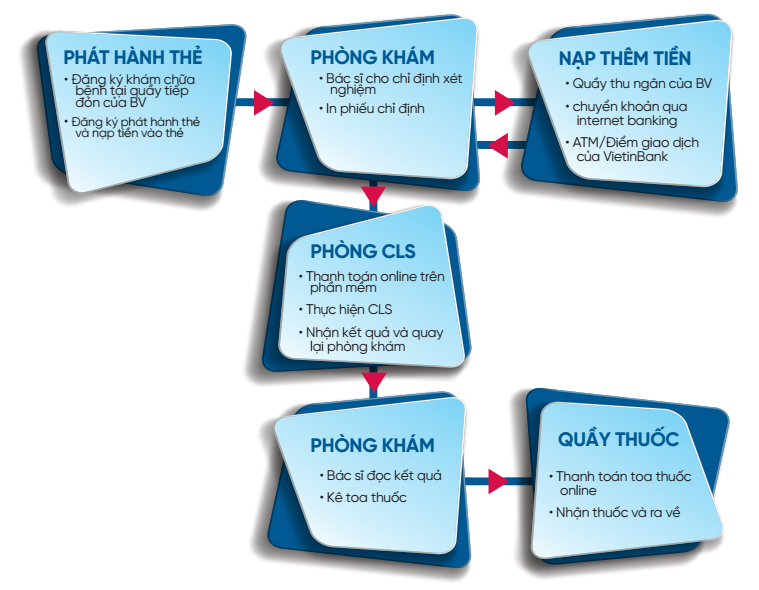 PHÁT HÀNH THẺ
• Đăng ký khám chữa
bệnh tại quầy tiếp
đón của BV
• Đăng ký phát hành thẻ
và nạp tiền vào thẻ
PHÒNG KHÁM
• Bác sĩ cho chỉ định xét
nghiệm
• In phiếu chỉ định
NẠP THÊM TIỀN
• Quầy thu ngân của BV
• chuyển khoản qua
internet banking
• ATM/Điểm giao dịch
của VietinBank
PHÒNG CLS
• Thanh toán online trên
phần mềm
• Thực hiện CLS
• Nhận kết quả và quay
lại phòng khám
PHÒNG KHÁM
• Bác sĩ đọc kết quả
• Kê toa thuốc
QUẦY THUỐC
• Thanh toán toa thuốc
online
• Nhận thuốc và ra về